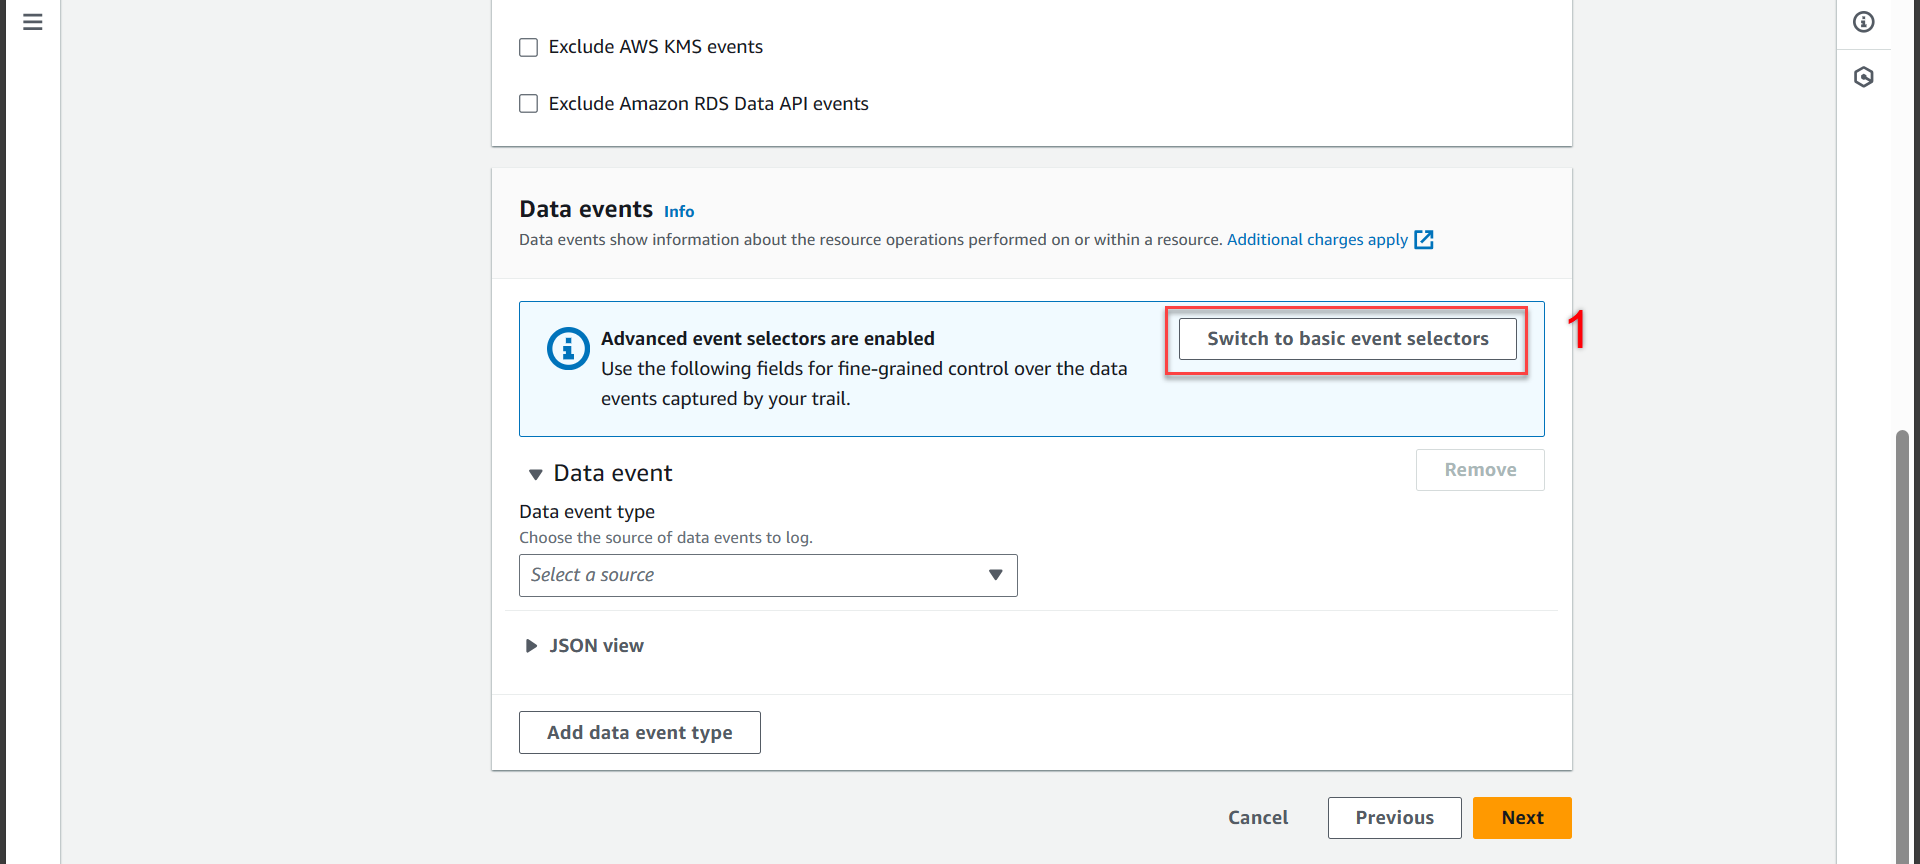 Exclude AWS KMS events
Exclude Amazon RDS Data API events
Data events Info
Data events show information about the resource operations performed on or within a resource. Additional charges apply
Advanced event selectors are enabled
Use the following fields for fine-grained control over the data
events captured by your trail.
Switch to basic event selectors
1
Data event
Remove
Data event type
Choose the source of data events to log.
Select a source
JSON view
Add data event type
Cancel
Previous
Next